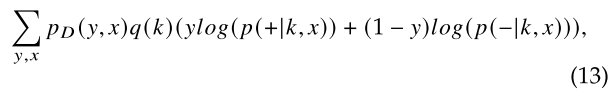 ∑_{y,x} p_D(y,x)q(k)(ylog(p(+|k,x)) + (1 − y)log(p(−|k,x))),
(13)